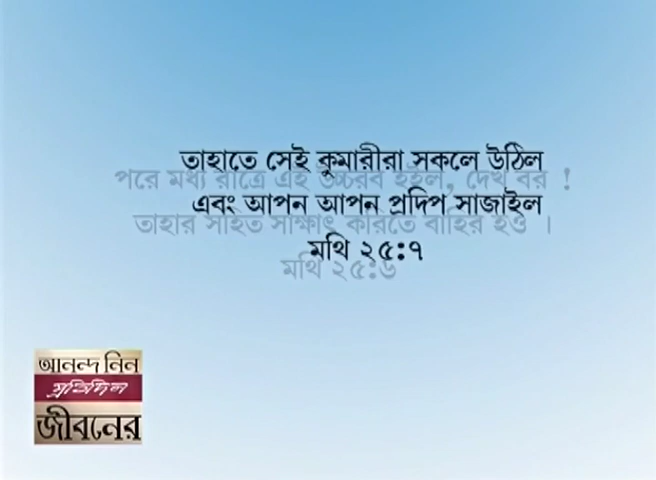 তাহাতে সেই কুমারীরা সকলে উঠিল
পরে মধ্য রাত্রে এই উচ্চরব হইল, দেখ বর !
এবং আপন আপন প্রদিপ সাজাইল
তাহার সহিত সাক্ষাৎ কারতে বাহির হও ।
মথি ২৫:৭
মথি ২৫:৬
আনন্দ নিন
প্রতিদিন
জীবনের